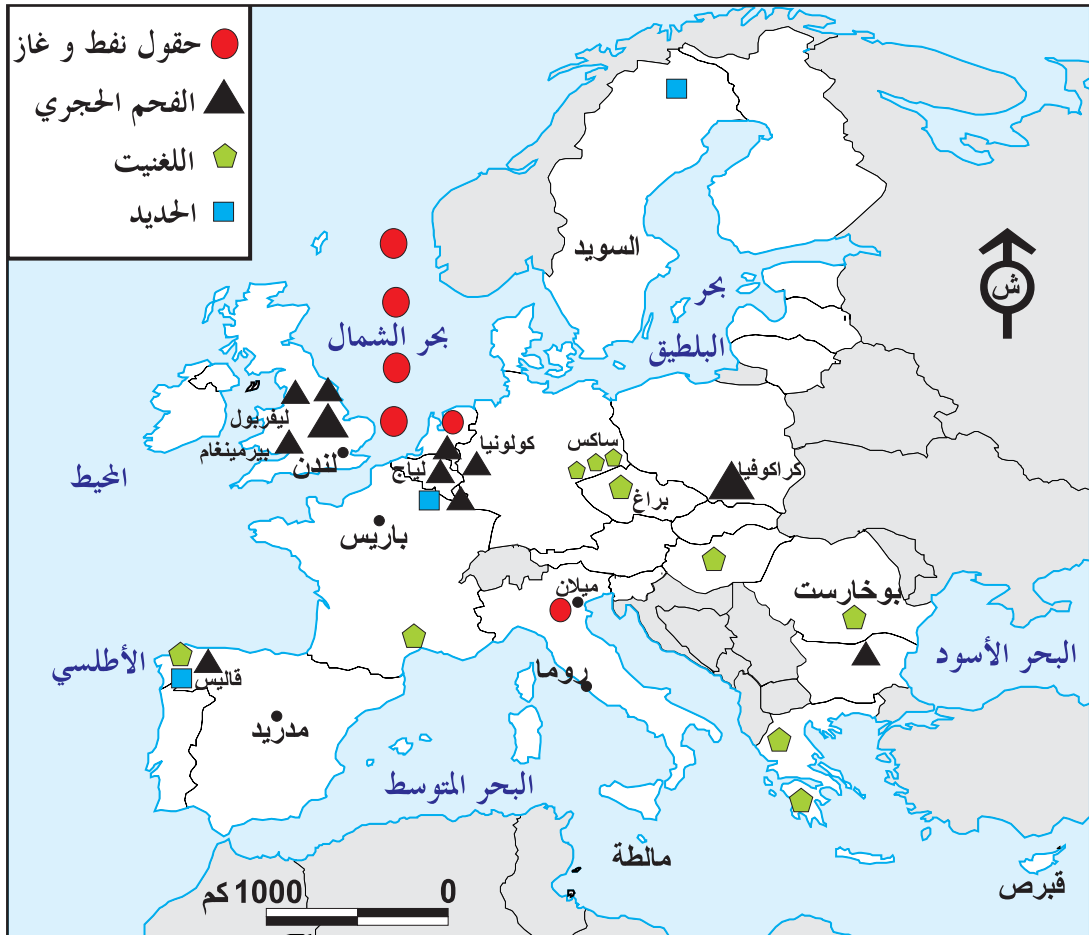 حقول نفط و غاز
الفحم الحجري
اللغنيت
الحديد
السويد
ش
بحر
البلطيق
بحر الشمال
ليفربول
بيرمينغام
لندن
المحيط
الأطلسي
كولونيا
لياج
ساكس
براغ
كراكوفيا
باريس
ميلان
بوخارست
البحر الأسود
روما
قاليس
مدريد
البحر المتوسط
مالطة
قبرص
0
1000 كم